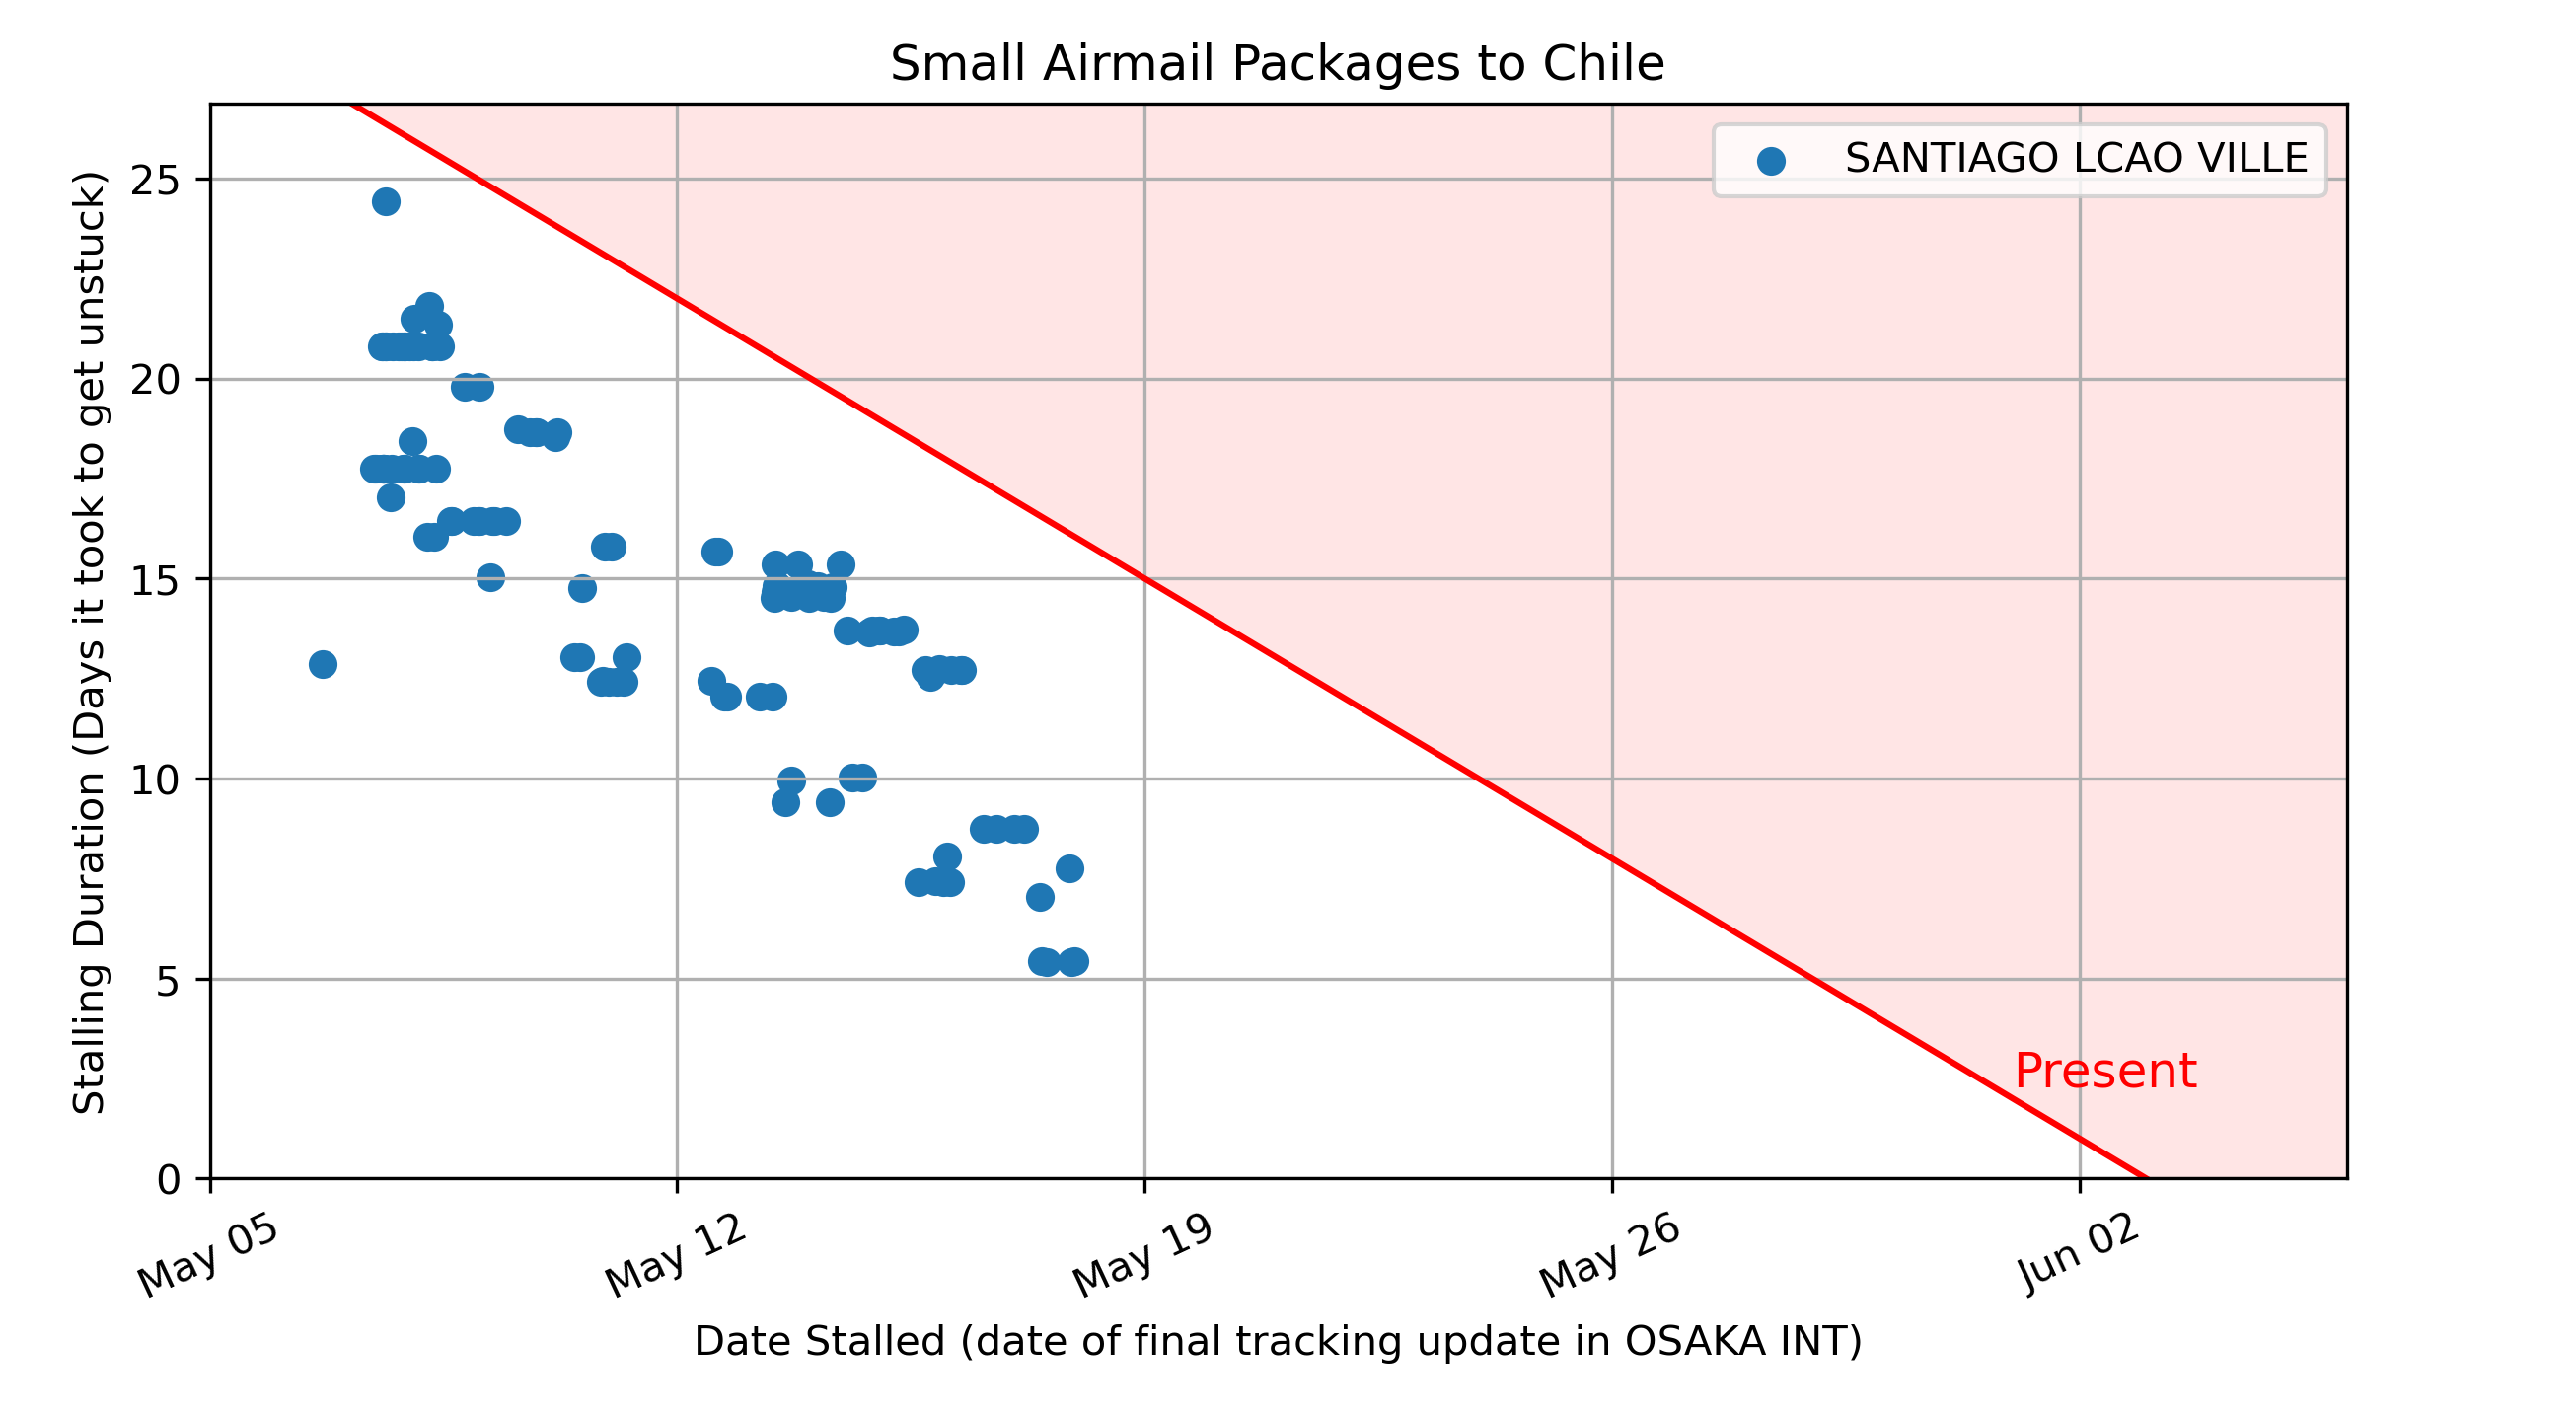 Small Airmail Packages to Chile
SANTIAGO LCAO VILLE
Stalling Duration (Days it took to get unstuck)
25
20
15
10
5
0
Present
May 05
May 12
May 19
May 26
Jun 02
Date Stalled (date of final tracking update in OSAKA INT)